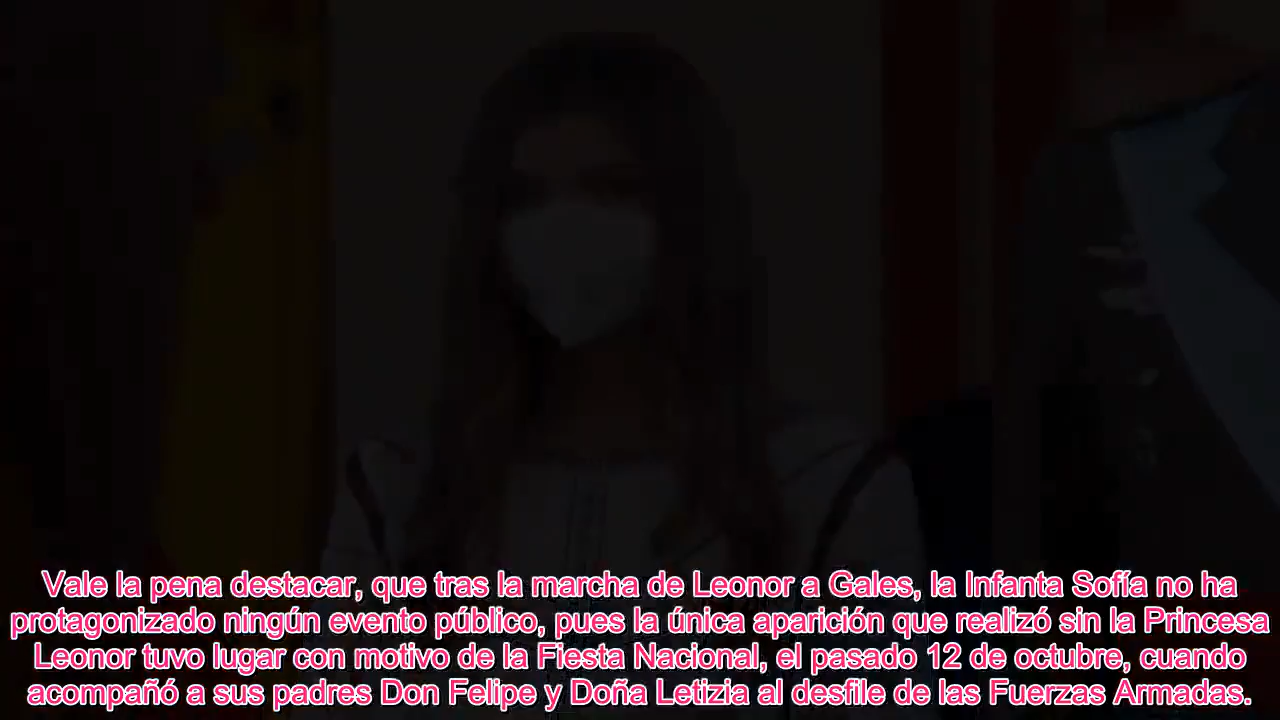 Vale la pena destacar, que tras la marcha de Leonor a Gales, la Infanta Sofía no ha
protagonizado ningún evento público, pues la única aparición que realizó sin la Princesa
Leonor tuvo lugar con motivo de la Fiesta Nacional, el pasado 12 de octubre, cuando
acompañó a sus padres Don Felipe y Doña Letizia al desfile de las Fuerzas Armadas.